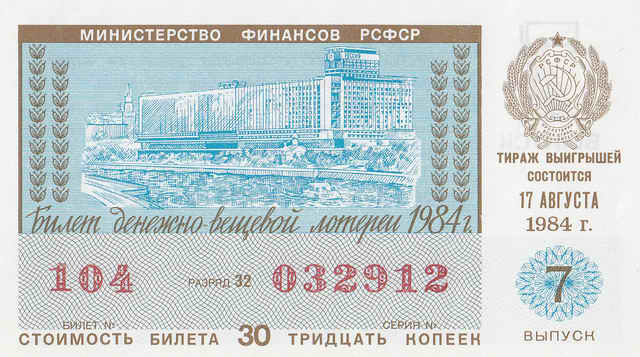 МИНИСТЕРСТВО ФИНАНСОВ РСФСР
РСФСР
ТИРАЖ ВЫИГРЫШЕЙ
СОСТОИТСЯ
17 АВГУСТА
1984 г.
Билет денежно-вещевой лотереи 1984 г.
104 РАЗРЯД 32 032912
БИЛЕТ № СЕРИЯ №
СТОИМОСТЬ БИЛЕТА 30 ТРИДЦАТЬ КОПЕЕК
7
ВЫПУСК